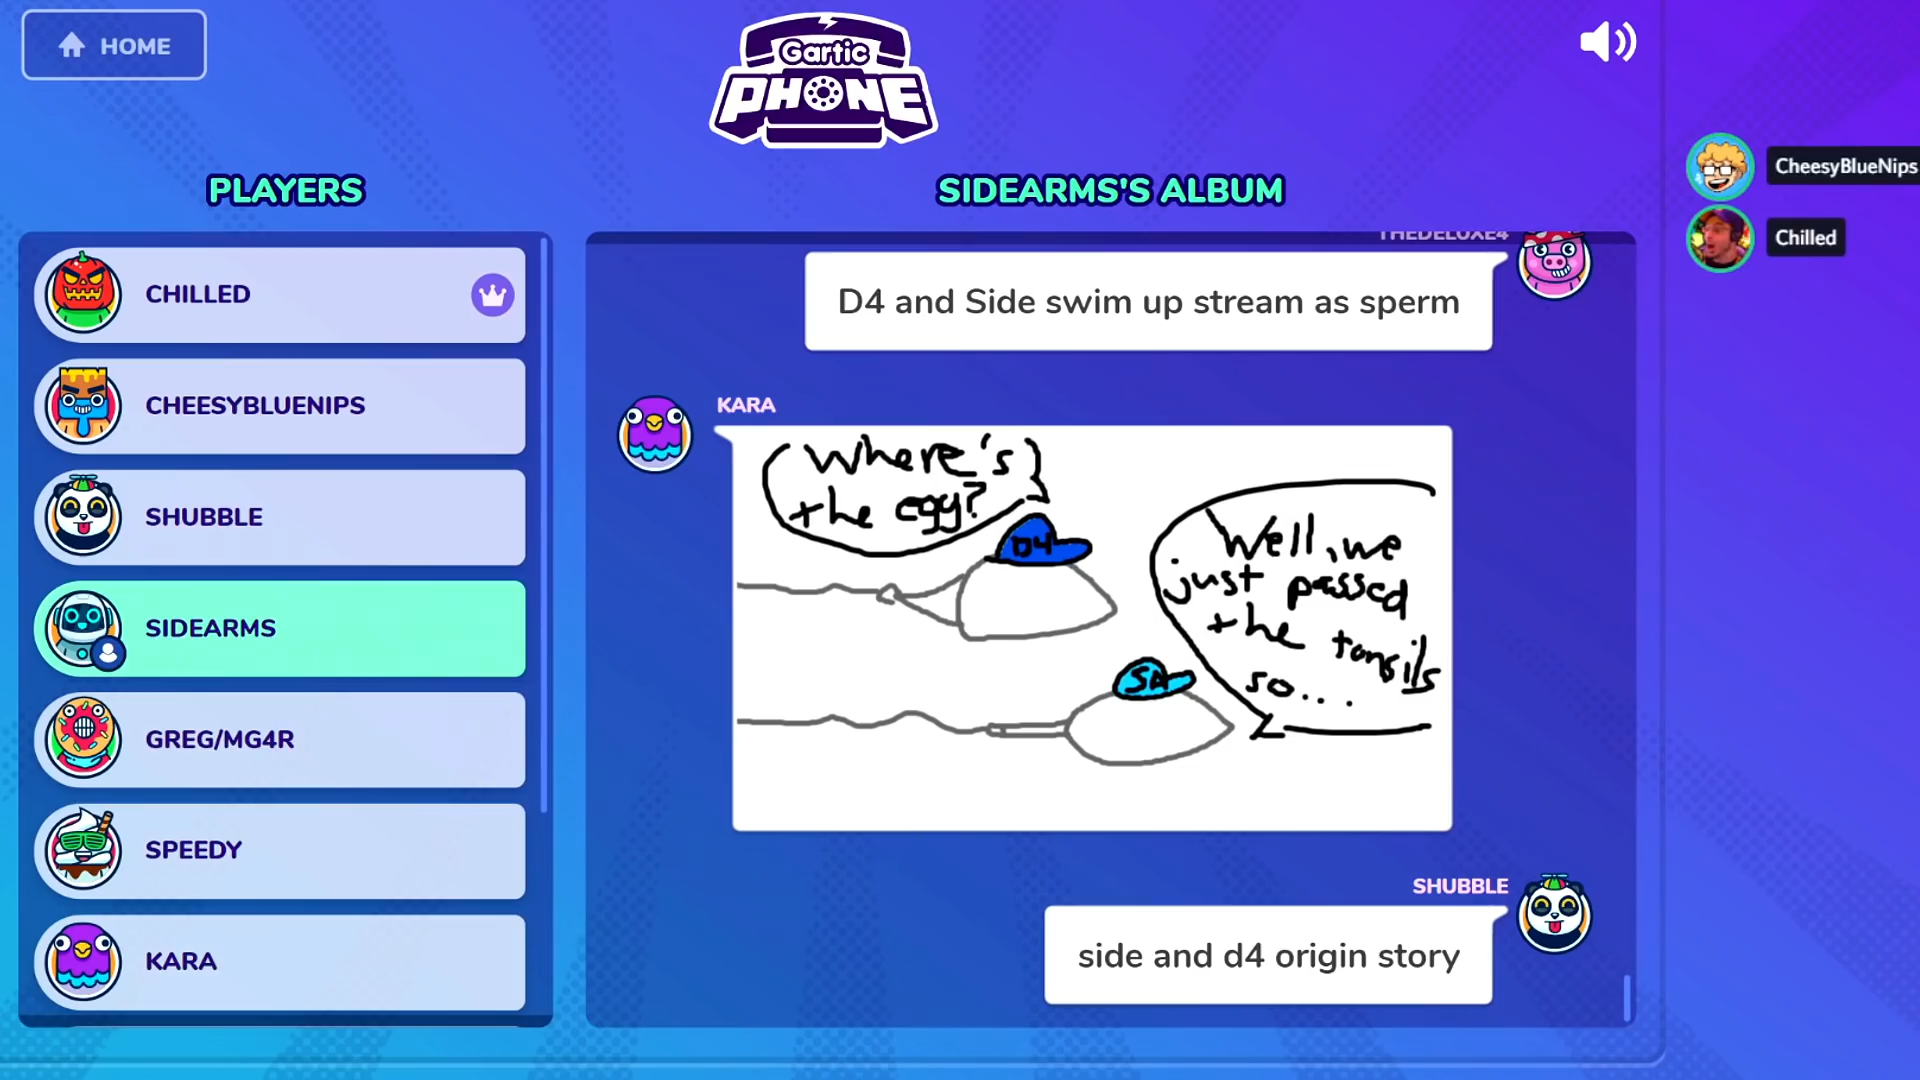 HOME
Gartic
PHONE
PLAYERS
CHILLED
CHEESYBLUENIPS
SHUBBLE
SIDEARMS
GREG/MG4R
SPEEDY
KARA
SIDEARMS'S ALBUM
THEDELUXE4
D4 and Side swim up stream as sperm
KARA
Where's
the egg?
D4
Well, we
just passed
the tonsils
so...
SA
SHUBBLE
side and d4 origin story
CheesyBlueNips
Chilled